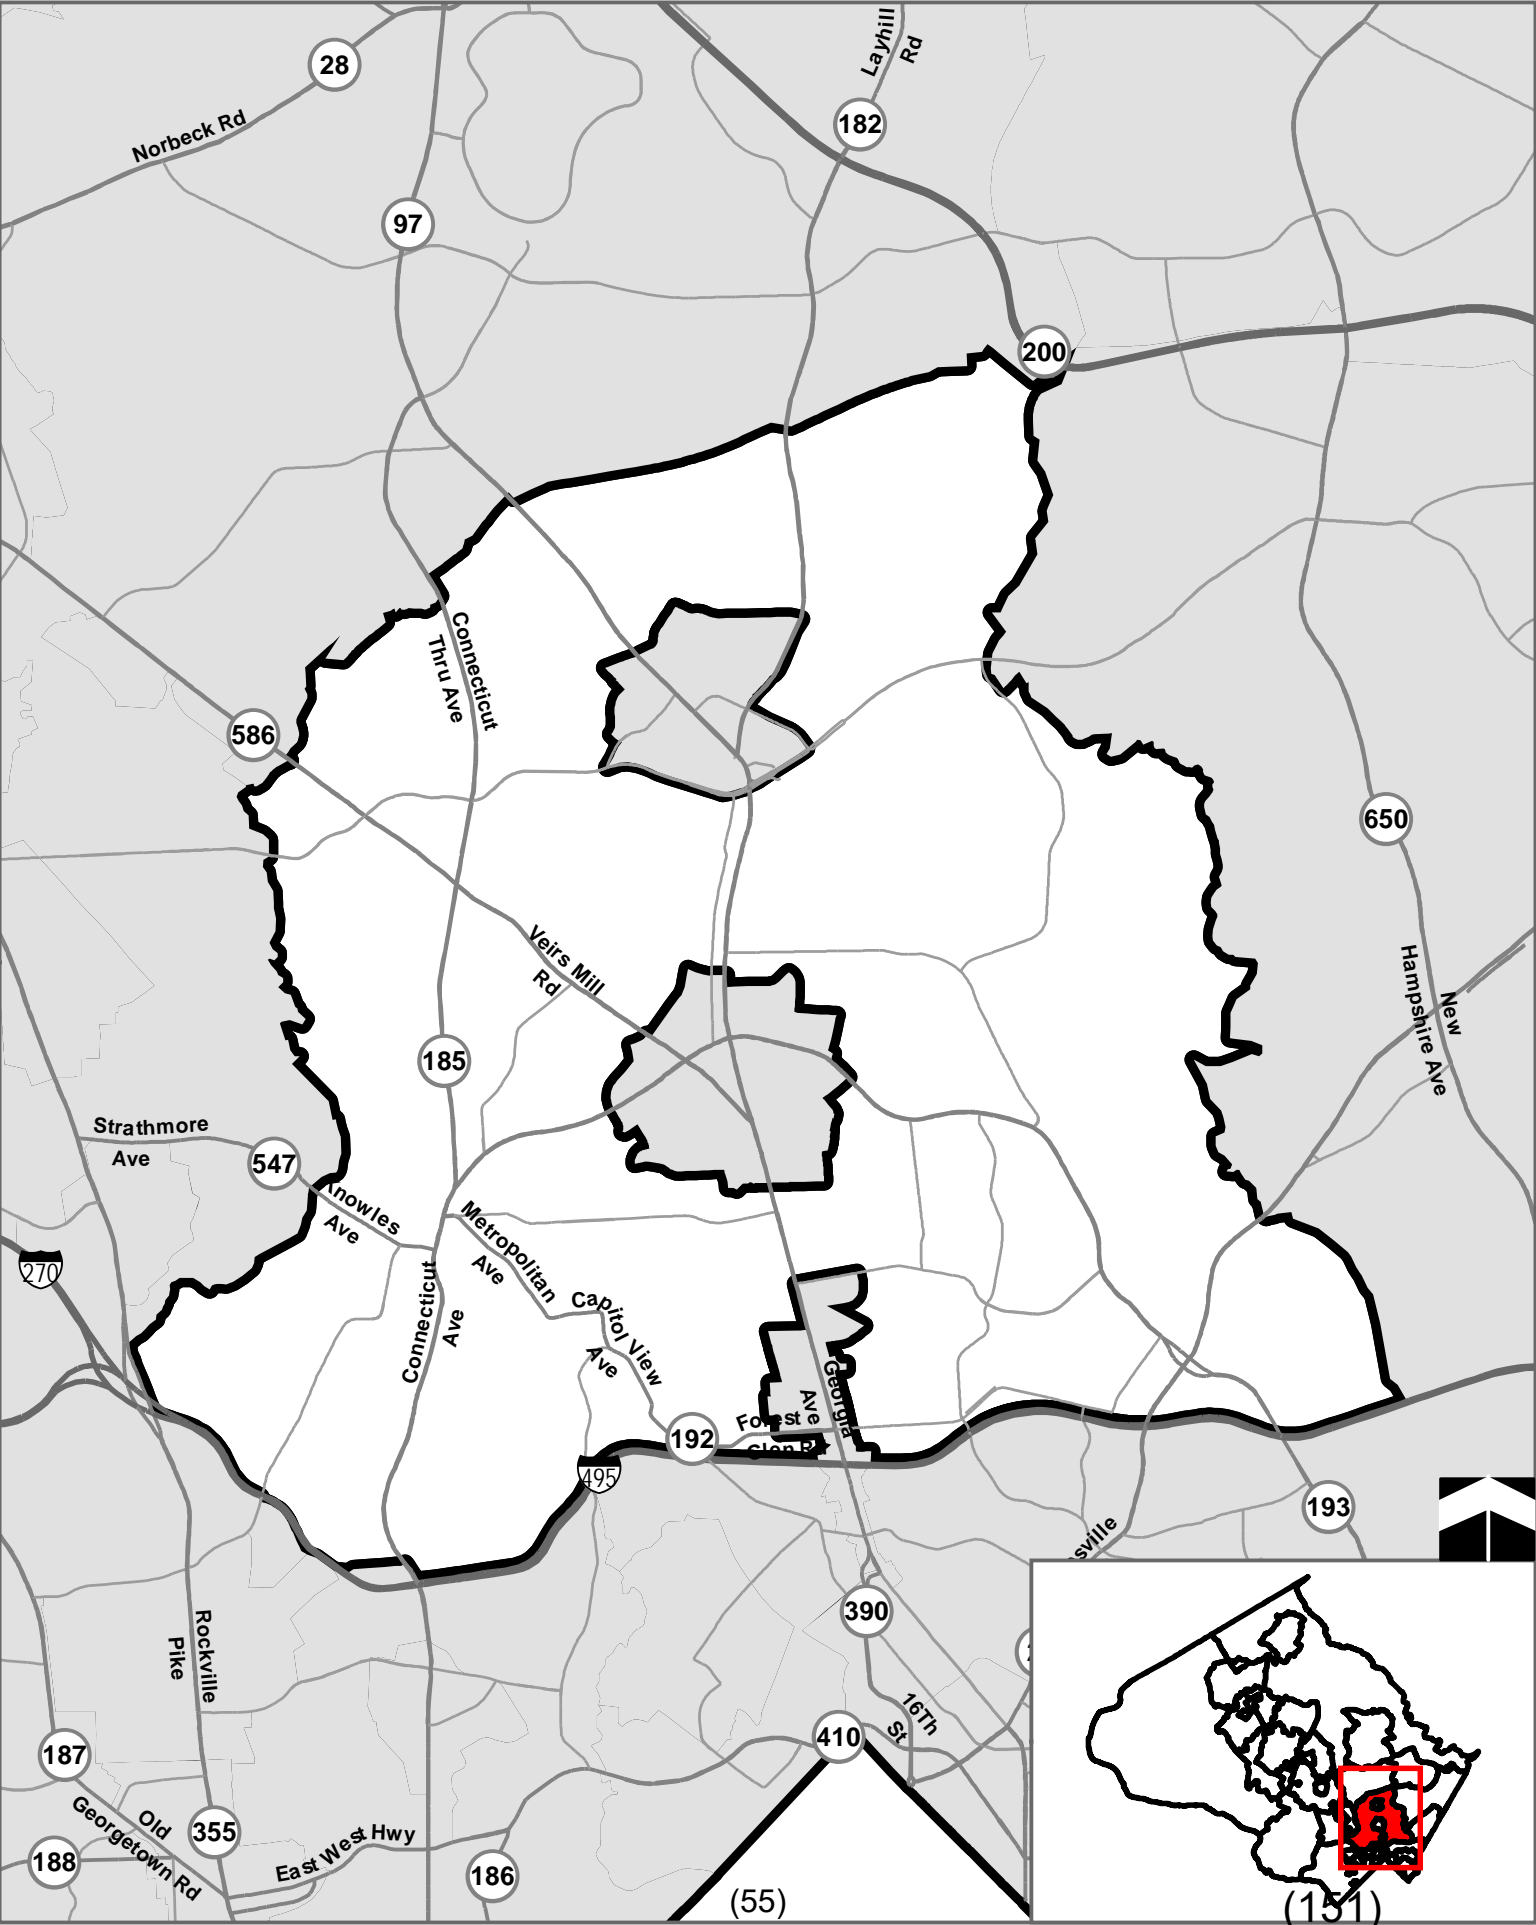 28
Norbeck Rd
Layhill
Rd
182
97
200
Connecticut
Thru Ave
586
650
Veirs Mill
Rd
New
Hampshire Ave
185
Strathmore
Ave
547
Knowles
Ave
Metropolitan
Ave
270
Connecticut
Ave
Capitol View
Ave
Georgia
Ave
Forest
Glen Rd
192
495
193
sville
390
Rockville
Pike
16Th
St
410
187
Old
Georgetown Rd
355
East West Hwy
188
186
(55)
(151)